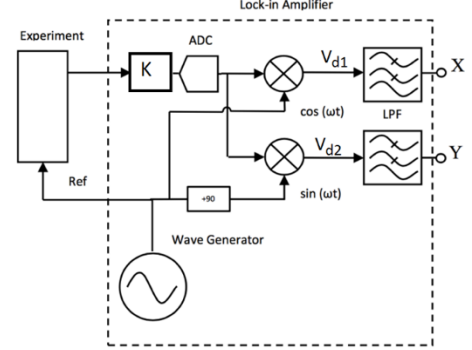 Lock-in Amplifier
Experiment
ADC
K
Vd1
X
cos (ωt)
LPF
Vd2
Y
Ref
+90
sin (ωt)
Wave Generator